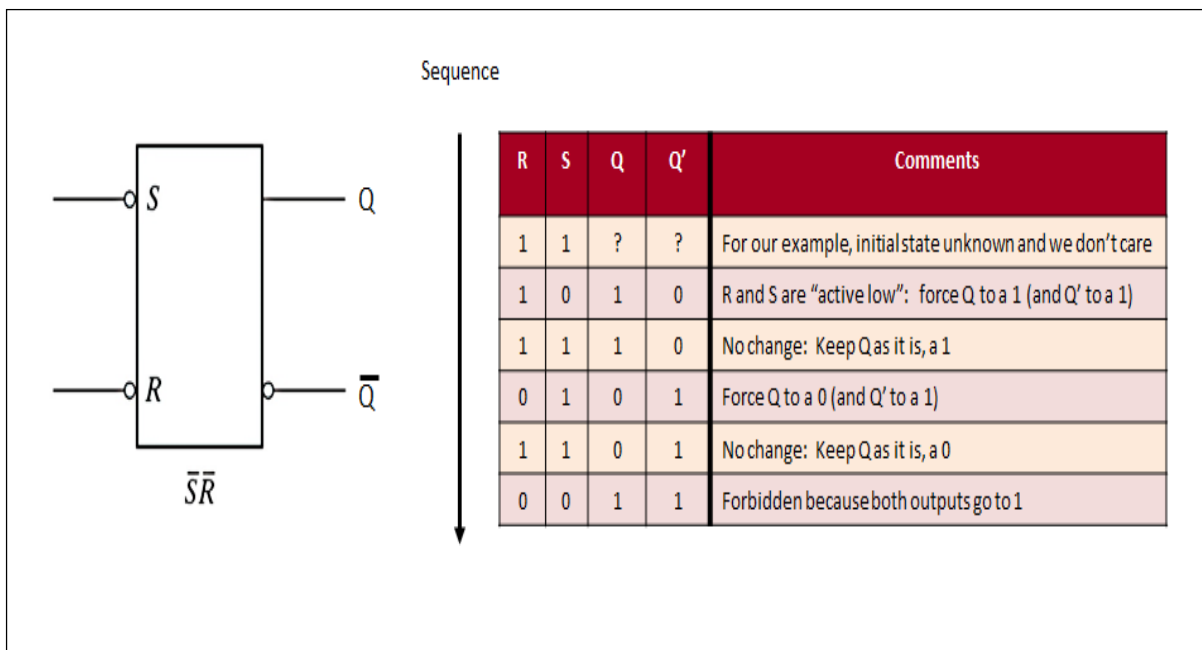 Sequence
S Q
R Q̅
S̅R̅
R S Q Q’ Comments
1 1 ? ? For our example, initial state unknown and we don’t care
1 0 1 0 R and S are “active low”: force Q to a 1 (and Q’ to a 1)
1 1 1 0 No change: Keep Q as it is, a 1
0 1 0 1 Force Q to a 0 (and Q’ to a 1)
1 1 0 1 No change: Keep Q as it is, a 0
0 0 1 1 Forbidden because both outputs go to 1